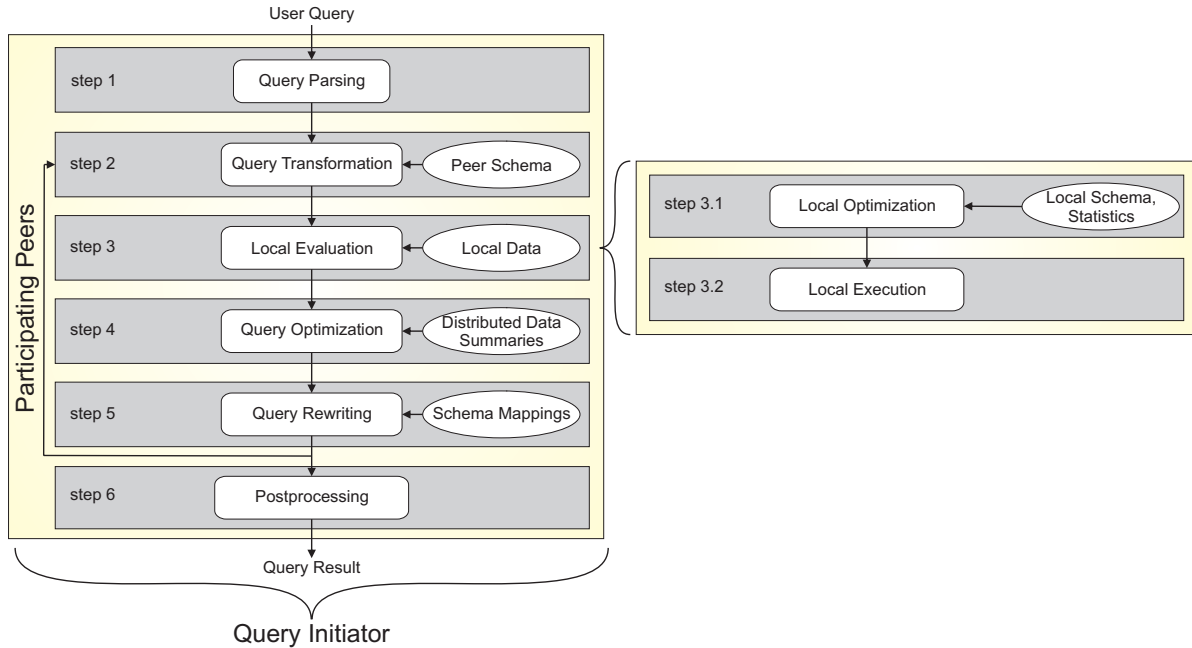 User Query
step 1
Query Parsing
step 2
Query Transformation
Peer Schema
step 3
Local Evaluation
Local Data
step 4
Query Optimization
Distributed Data
Summaries
step 5
Query Rewriting
Schema Mappings
step 6
Postprocessing
Query Result
Participating Peers
Query Initiator
step 3.1
Local Optimization
Local Schema,
Statistics
step 3.2
Local Execution